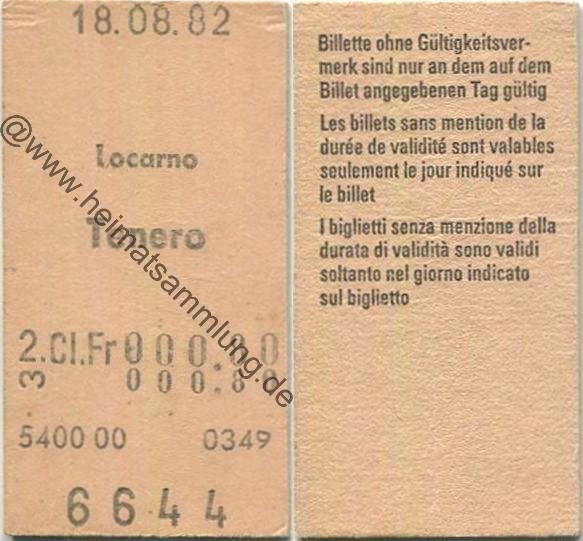 18.08.82
Locarno
Tenero
2.Cl.Fr 000.80
3 000.80
5400 00 0349
6644
@www.heimatsammlung.de
Billette ohne Gültigkeitsver-
merk sind nur an dem auf dem
Billet angegebenen Tag gültig
Les billets sans mention de la
durée de validité sont valables
seulement le jour indiqué sur
le billet
I biglietti senza menzione della
durata di validità sono validi
soltanto nel giorno indicato
sul biglietto